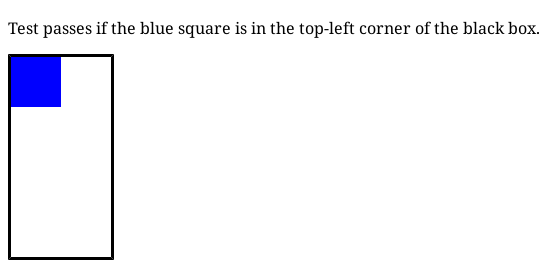 Test passes if the blue square is in the top-left corner of the black box.